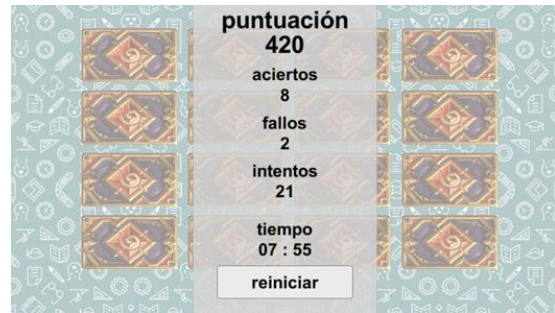 puntuación
420
aciertos
8
fallos
2
intentos
21
tiempo
07 : 55
reiniciar